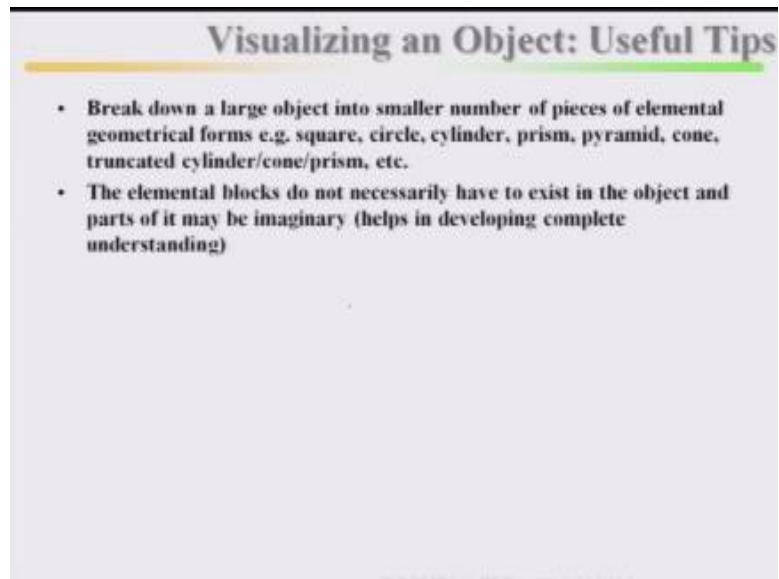 Visualizing an Object: Useful Tips
• Break down a large object into smaller number of pieces of elemental
geometrical forms e.g. square, circle, cylinder, prism, pyramid, cone,
truncated cylinder/cone/prism, etc.
• The elemental blocks do not necessarily have to exist in the object and
parts of it may be imaginary (helps in developing complete
understanding)